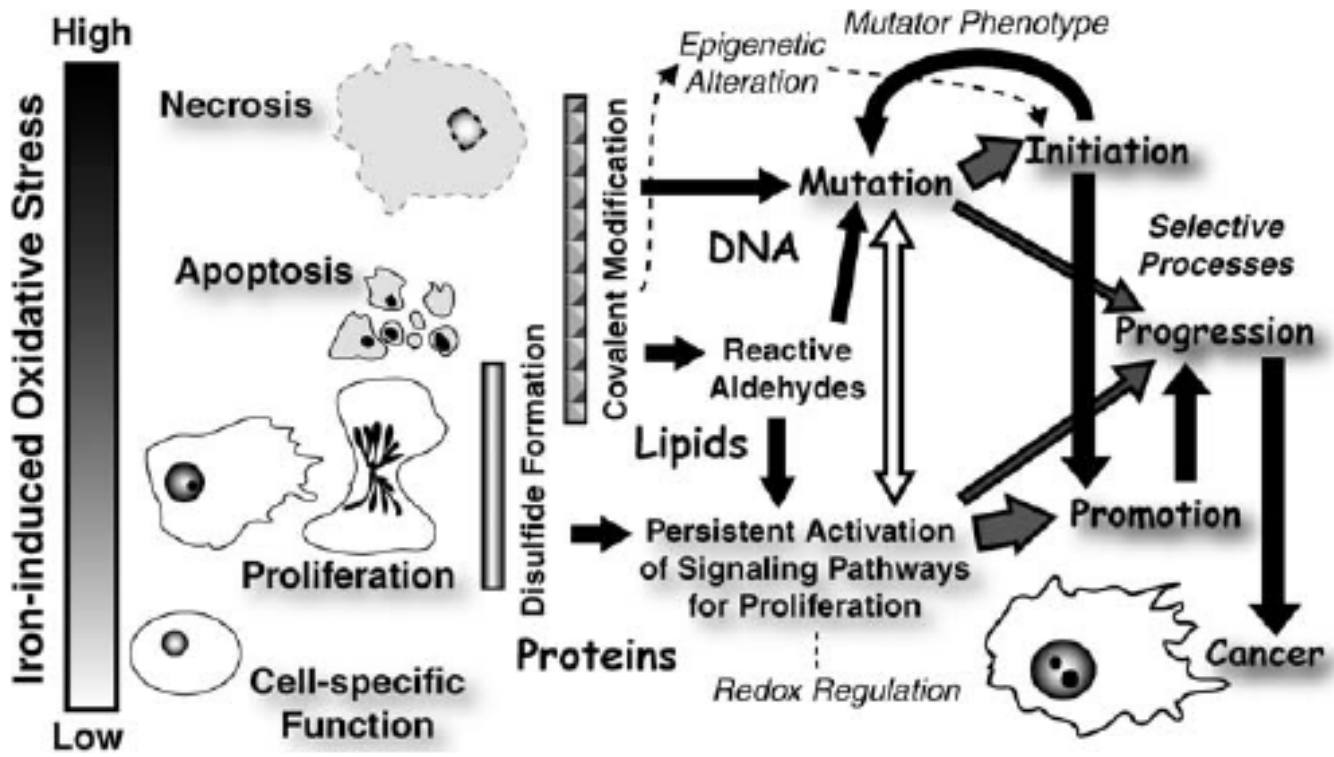 High
Iron-induced Oxidative Stress
Low
Necrosis
Apoptosis
Proliferation
Cell-specific
Function
Covalent Modification
Disulfide Formation
Epigenetic
Alteration
Mutator Phenotype
Mutation
Initiation
DNA
Selective
Processes
Reactive
Aldehydes
Progression
Lipids
Persistent Activation
of Signaling Pathways
for Proliferation
Promotion
Proteins
Redox Regulation
Cancer